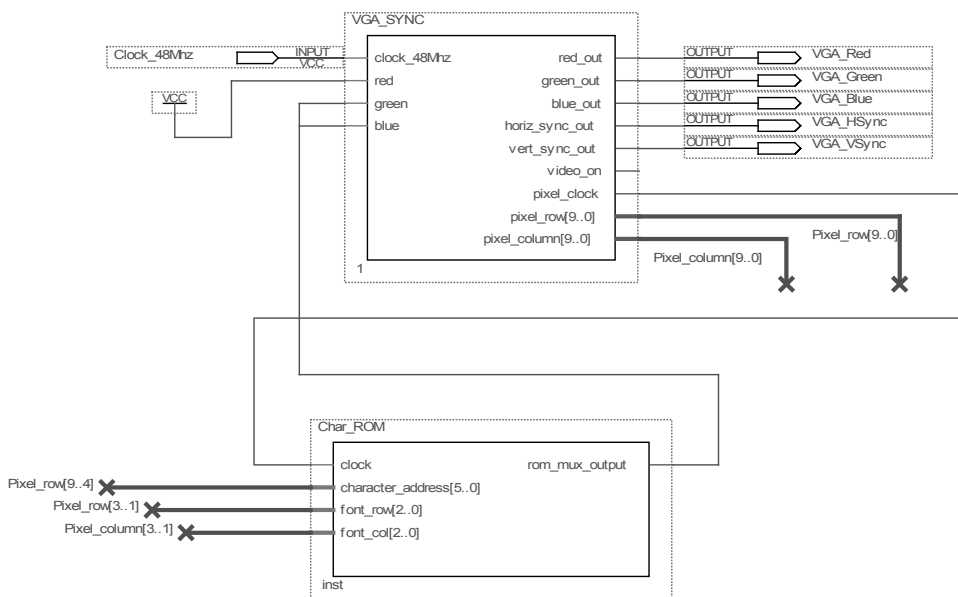 VGA_SYNC
Clock_48Mhz
INPUT
VCC
VCC
clock_48Mhz
red
green
blue
red_out
green_out
blue_out
horiz_sync_out
vert_sync_out
video_on
pixel_clock
pixel_row[9..0]
pixel_column[9..0]
1
OUTPUT VGA_Red
OUTPUT VGA_Green
OUTPUT VGA_Blue
OUTPUT VGA_HSync
OUTPUT VGA_VSync
Pixel_row[9..0]
Pixel_column[9..0]
Char_ROM
clock
rom_mux_output
Pixel_row[9..4]
character_address[5..0]
Pixel_row[3..1]
font_row[2..0]
Pixel_column[3..1]
font_col[2..0]
inst